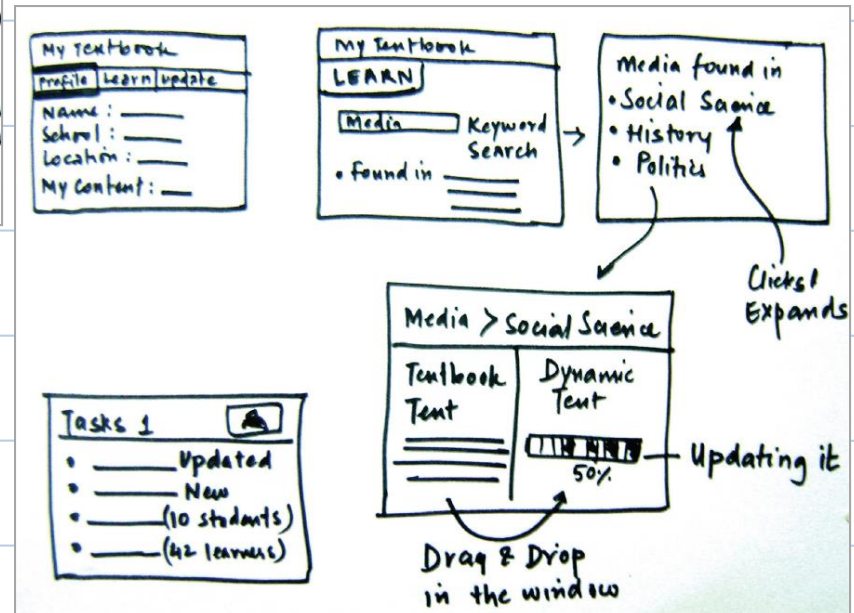 My Textbook
Profile Learn update
Name :
School :
Location :
My Content :
My Textbook
LEARN
Media Keyword
Search
• Found in
Media found in
• Social Science
• History
• Politics
Clicks/
Expands
Media > Social Science
Textbook
Text
Dynamic
Text
50%
Updating it
Drag & Drop
in the window
Tasks 1
• Updated
• New
• (10 students)
• (42 learners)